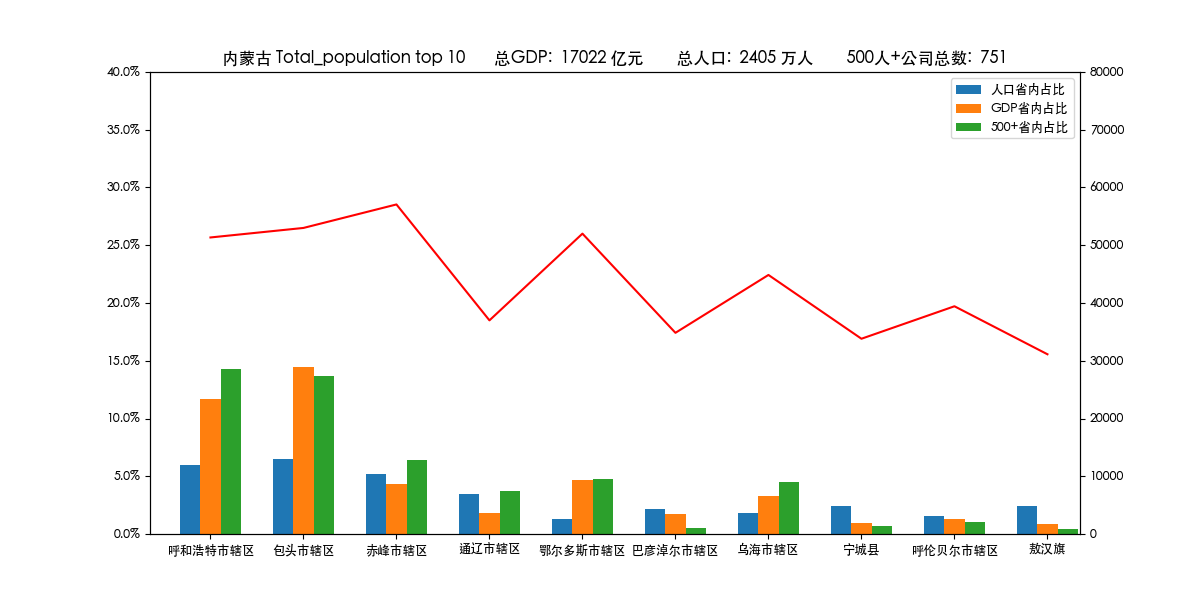 内蒙古 Total_population top 10 总GDP: 17022 亿元 总人口: 2405 万人 500人+公司总数: 751
40.0%
35.0%
30.0%
25.0%
20.0%
15.0%
10.0%
5.0%
0.0%
80000
70000
60000
50000
40000
30000
20000
10000
0
人口省内占比
GDP省内占比
500+省内占比
呼和浩特市辖区
包头市辖区
赤峰市辖区
通辽市辖区
鄂尔多斯市辖区
巴彦淖尔市辖区
乌海市辖区
宁城县
呼伦贝尔市辖区
敖汉旗